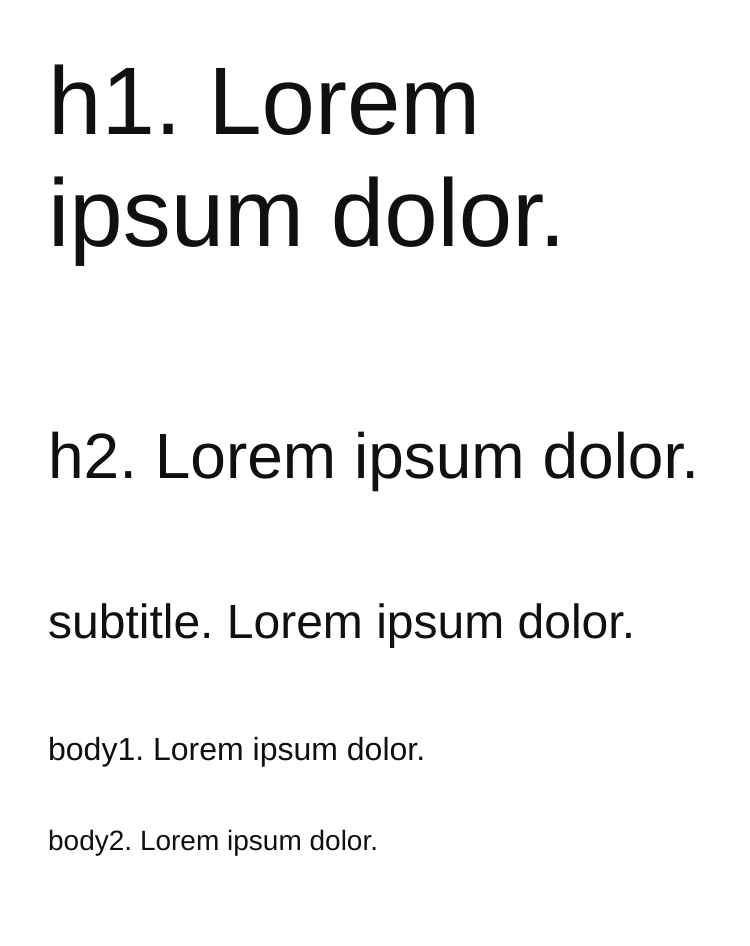 h1. Lorem
ipsum dolor.
h2. Lorem ipsum dolor.
subtitle. Lorem ipsum dolor.
body1. Lorem ipsum dolor.
body2. Lorem ipsum dolor.